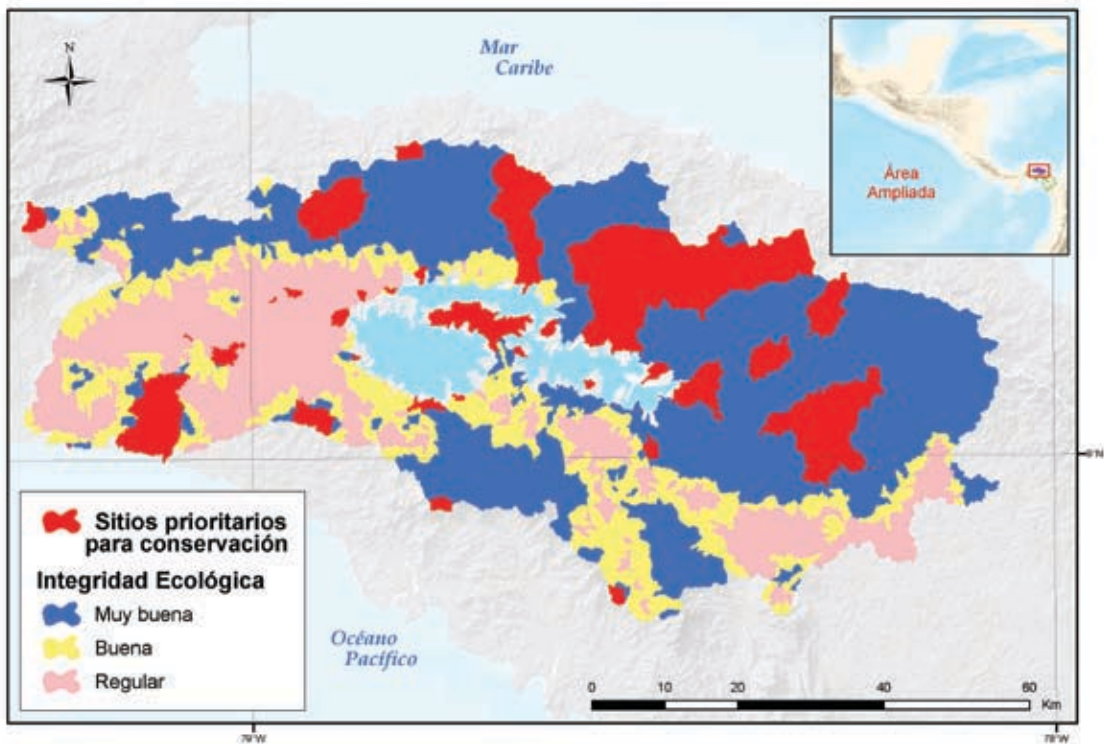 N
Mar
Caribe
Área
Ampliada
9°N
Sitios prioritarios
para conservación
Integridad Ecológica
Muy buena
Buena
Regular
Océano
Pacífico
0 10 20 40 60
Km
79°W
78°W